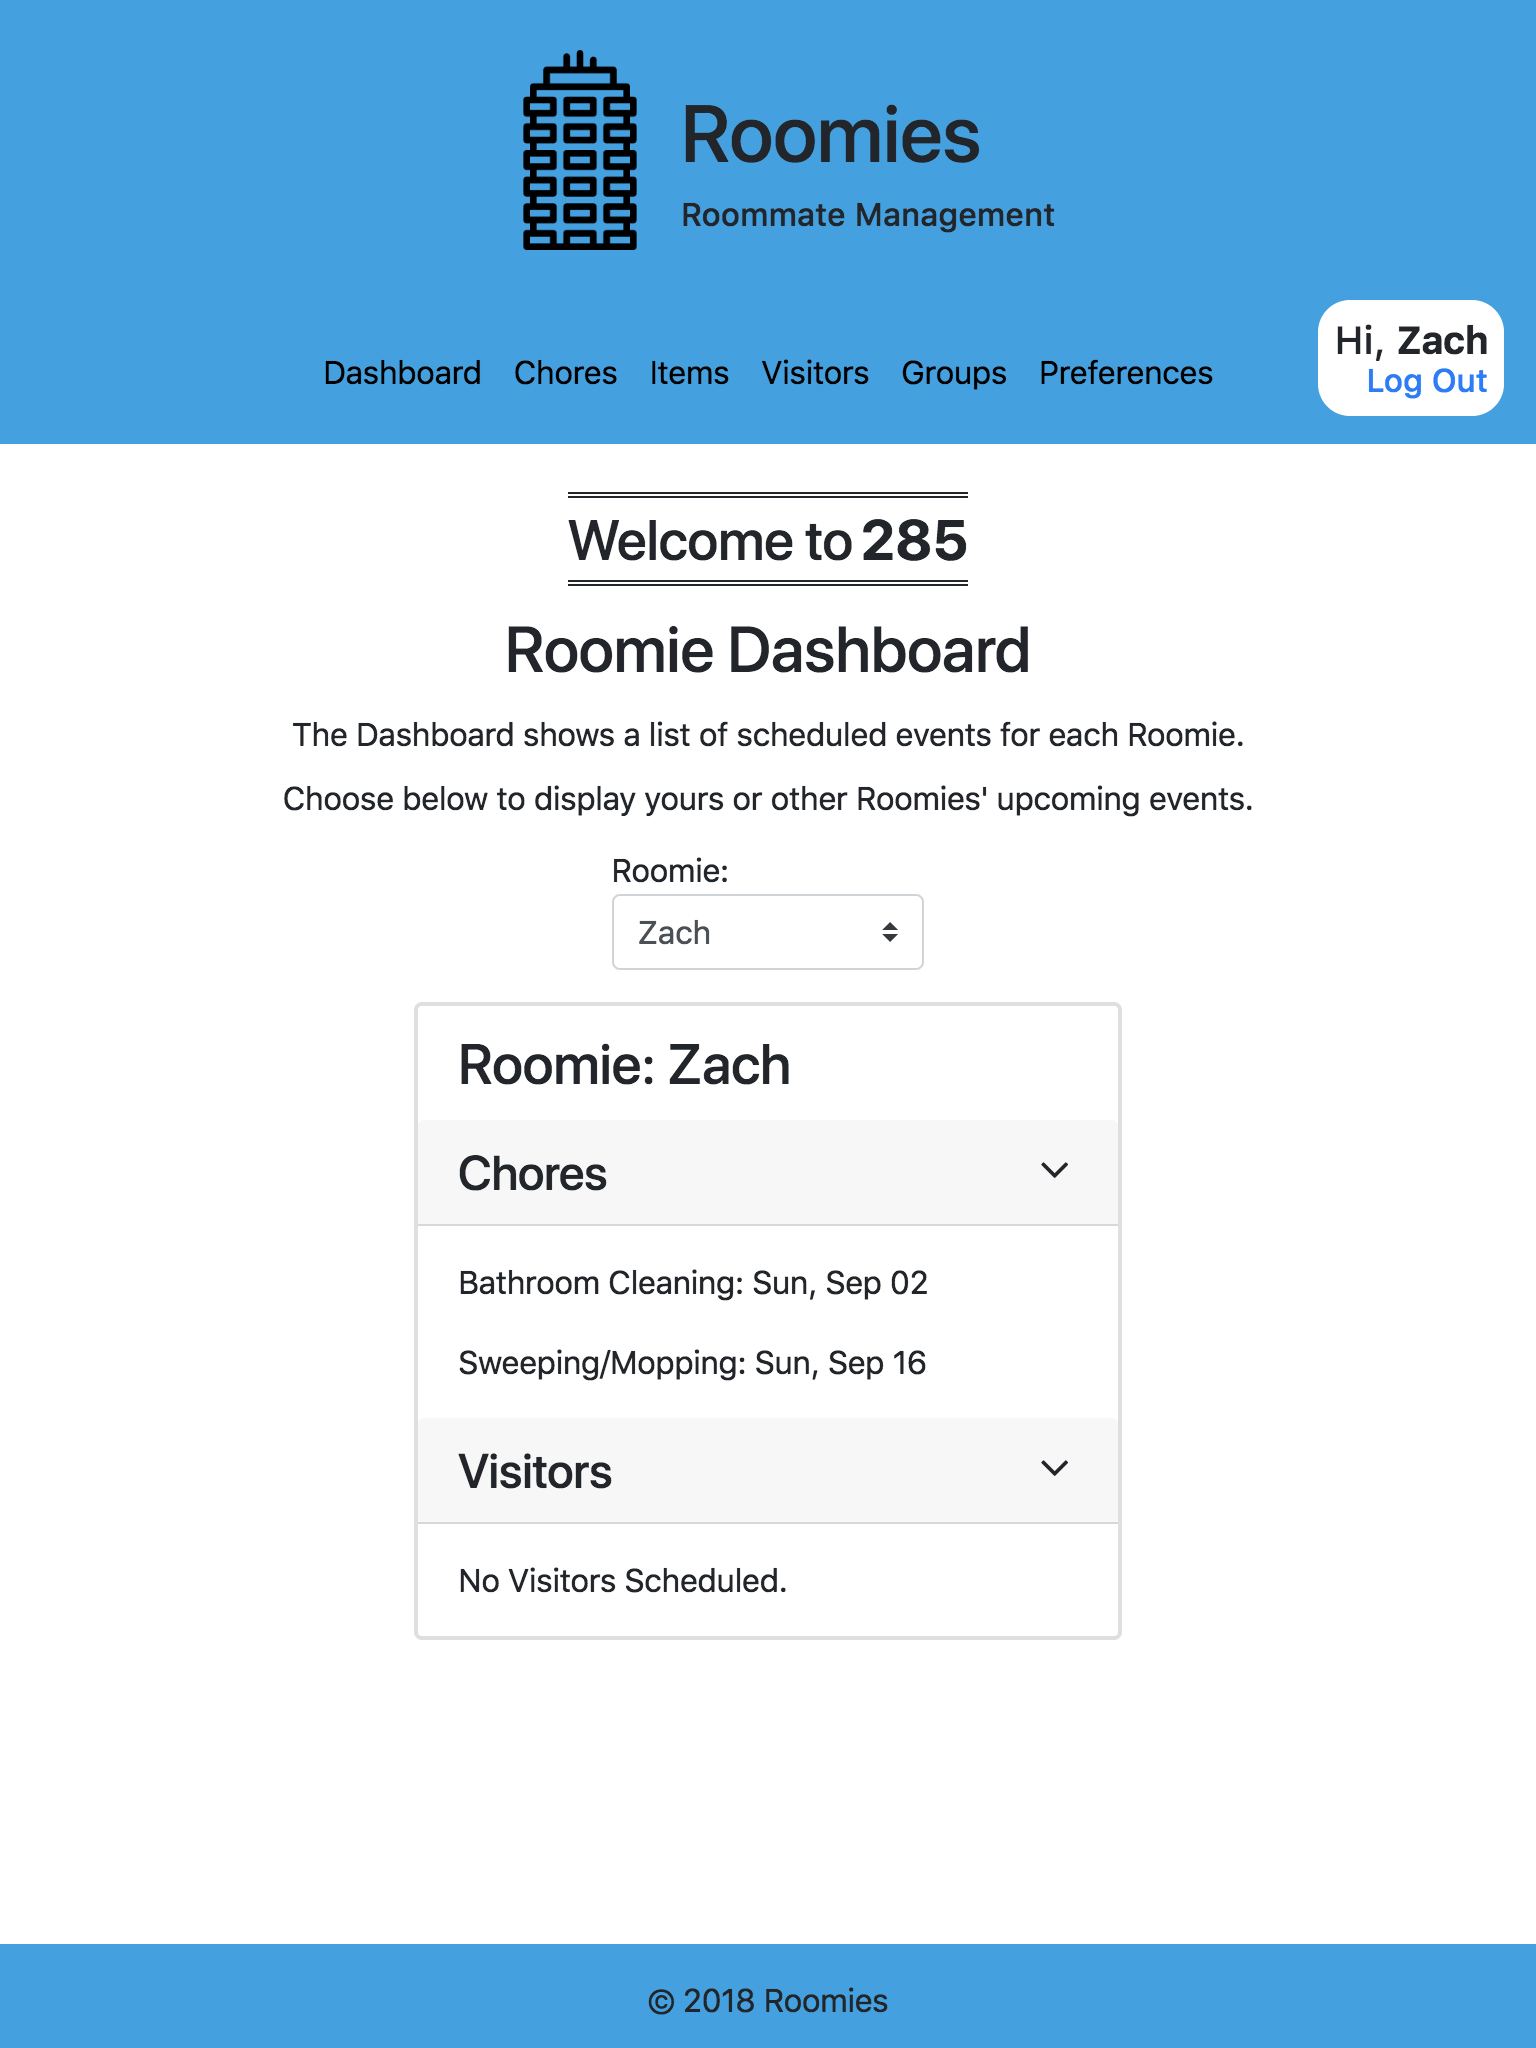 Roomies
Roommate Management
Dashboard Chores Items Visitors Groups Preferences
Hi, Zach
Log Out
Welcome to 285
Roomie Dashboard
The Dashboard shows a list of scheduled events for each Roomie.
Choose below to display yours or other Roomies' upcoming events.
Roomie:
Zach
Roomie: Zach
Chores
Bathroom Cleaning: Sun, Sep 02
Sweeping/Mopping: Sun, Sep 16
Visitors
No Visitors Scheduled.
© 2018 Roomies